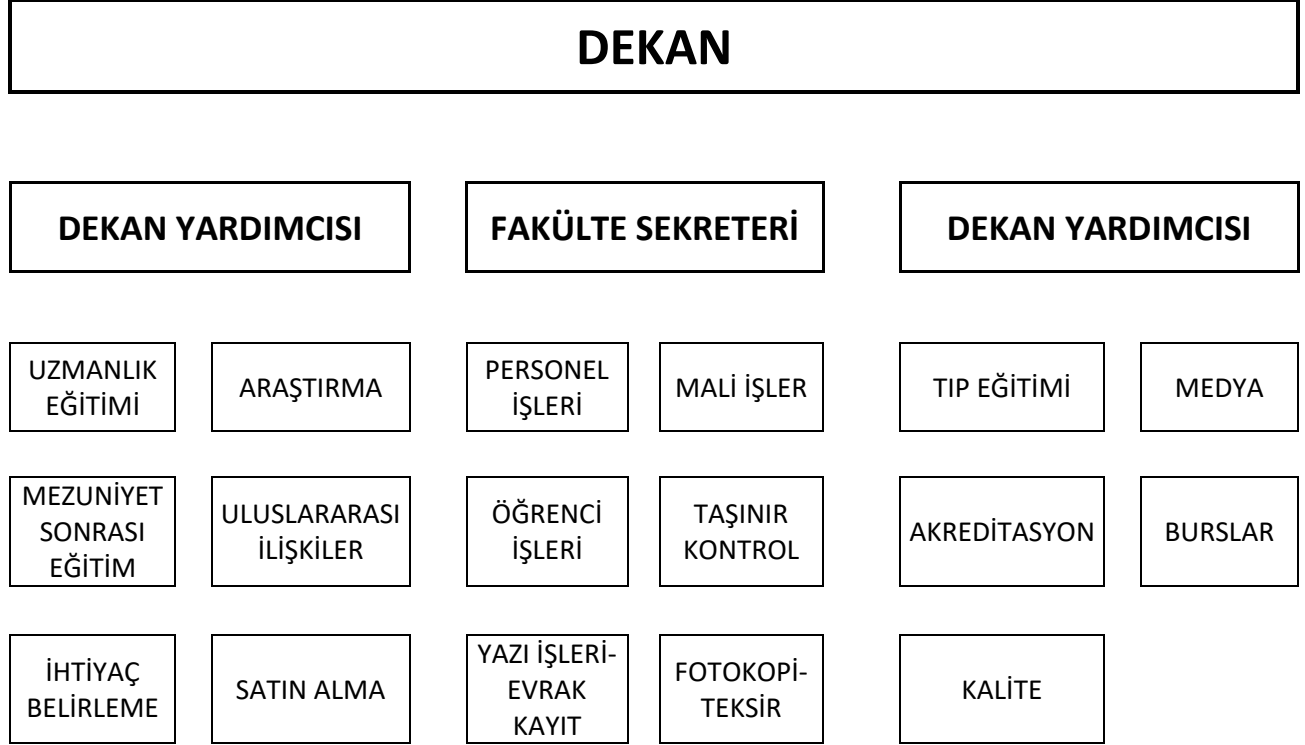 DEKAN
DEKAN YARDIMCISI
FAKÜLTE SEKRETERİ
DEKAN YARDIMCISI
UZMANLIK
EĞİTİMİ
ARAŞTIRMA
PERSONEL
İŞLERİ
MALİ İŞLER
TIP EĞİTİMİ
MEDYA
MEZUNİYET
SONRASI
EĞİTİM
ULUSLARARASI
İLİŞKİLER
ÖĞRENCİ
İŞLERİ
TAŞINIR
KONTROL
AKREDİTASYON
BURSLAR
İHTİYAÇ
BELİRLEME
SATIN ALMA
YAZI İŞLERİ-
EVRAK
KAYIT
FOTOKOPİ-
TEKSİR
KALİTE